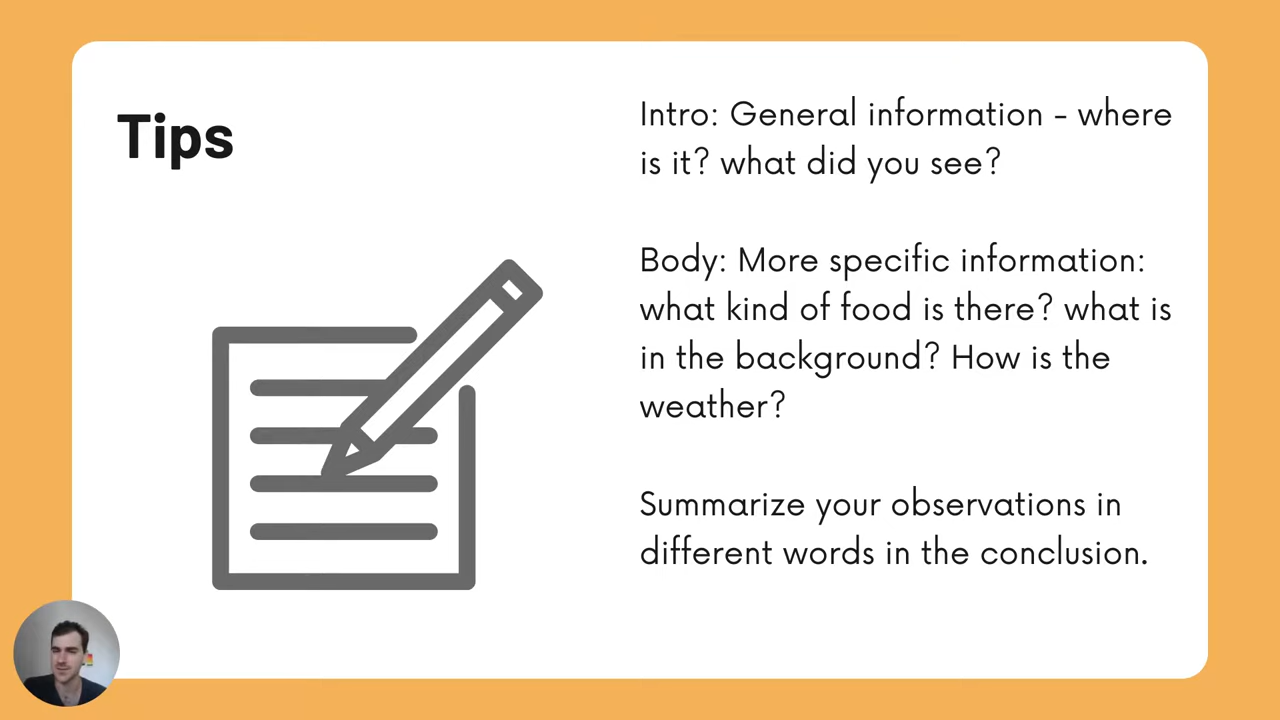 Tips
Intro: General information - where
is it? what did you see?
Body: More specific information:
what kind of food is there? what is
in the background? How is the
weather?
Summarize your observations in
different words in the conclusion.